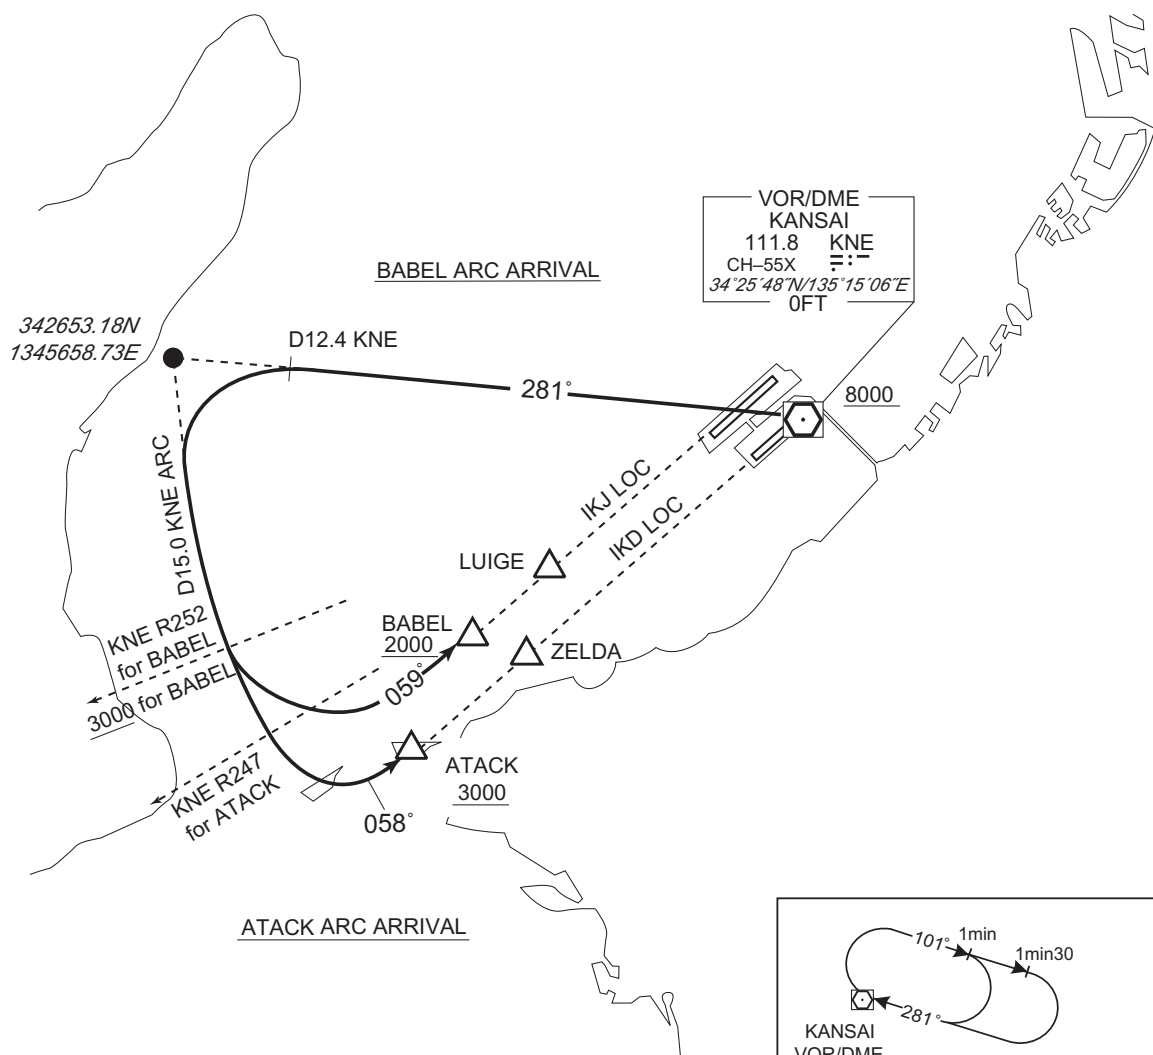 VOR/DME
KANSAI
111.8 KNE
CH–55X
34°25´48˝N/135°15´06˝E
0FT
BABEL ARC ARRIVAL
342653.18N
1345658.73E
D12.4 KNE
281°
8000
D15.0 KNE ARC
IKJ LOC
IKD LOC
LUIGE
KNE R252
for BABEL
3000 for BABEL
BABEL
2000
ZELDA
059°
KNE R247
for ATACK
ATACK
3000
058°
ATACK ARC ARRIVAL
101°
1min
1min30
281°
KANSAI
VOR/DME